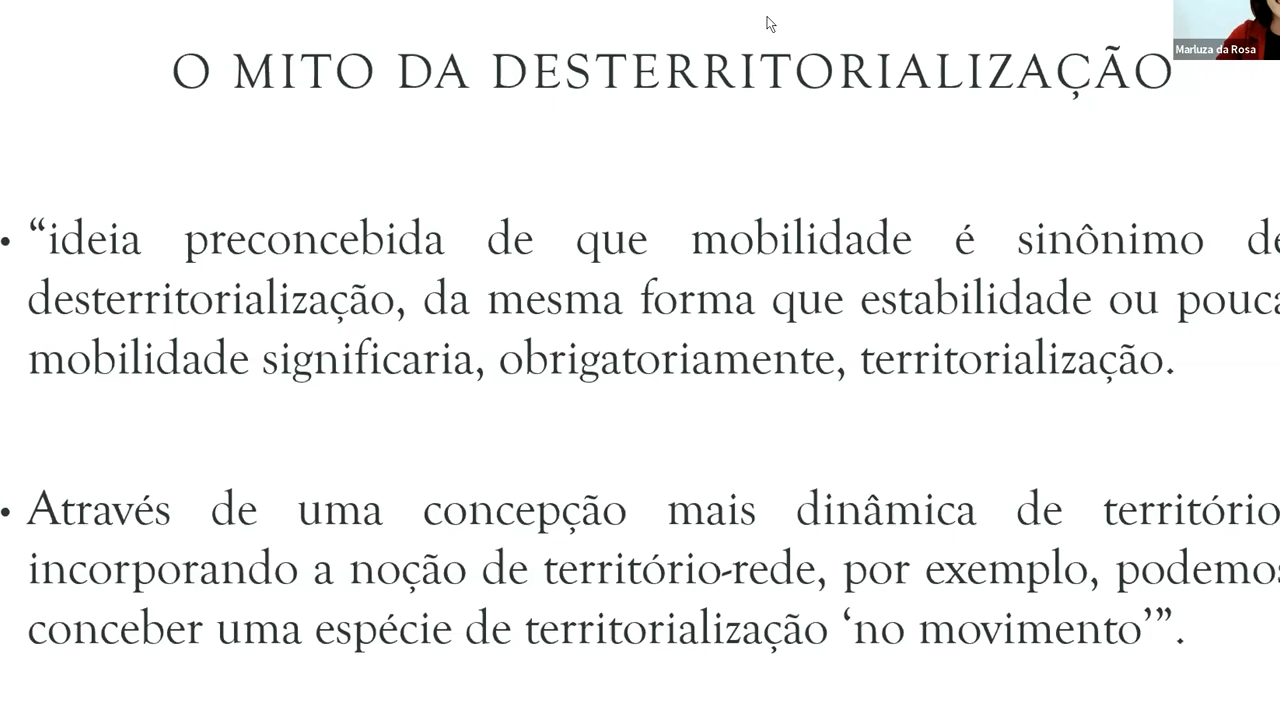 Marluza da Rosa
O MITO DA DESTERRITORIALIZAÇÃO
• “ideia preconcebida de que mobilidade é sinônimo de
desterritorialização, da mesma forma que estabilidade ou pouca
mobilidade significaria, obrigatoriamente, territorialização.
• Através de uma concepção mais dinâmica de território
incorporando a noção de território-rede, por exemplo, podemos
conceber uma espécie de territorialização ‘no movimento’”.